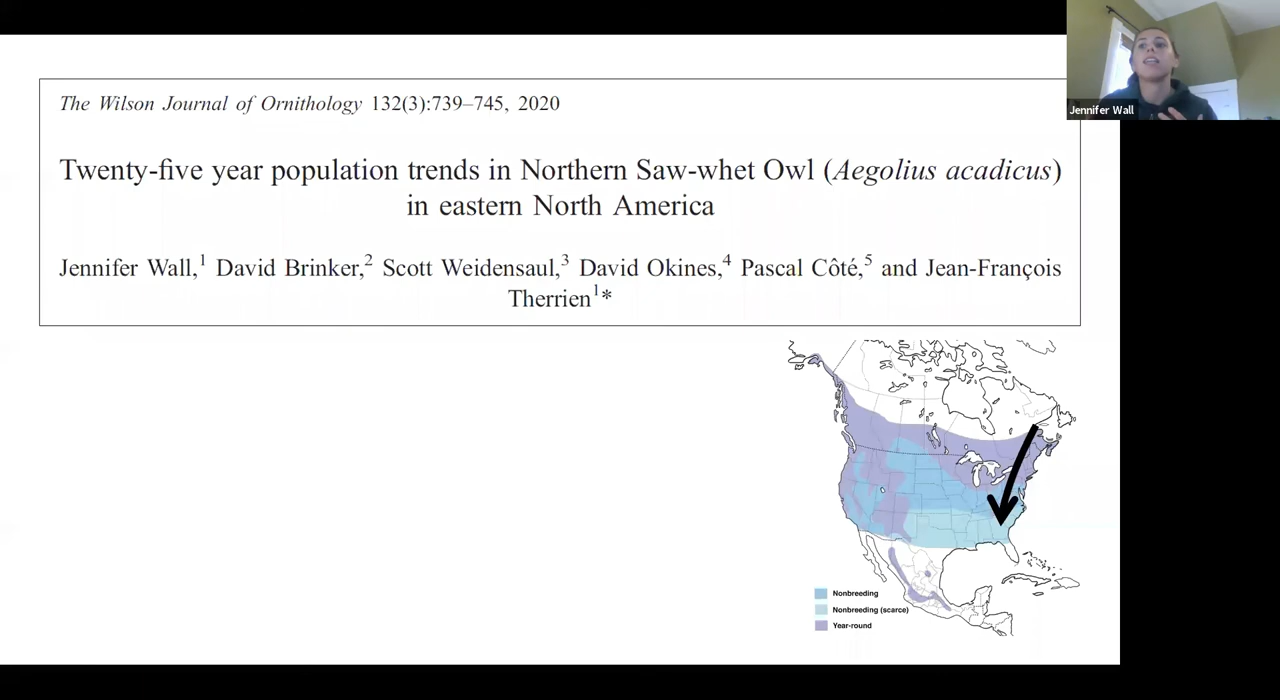 The Wilson Journal of Ornithology 132(3):739–745, 2020
Jennifer Wall
Twenty-five year population trends in Northern Saw-whet Owl (Aegolius acadicus)
in eastern North America
Jennifer Wall,1 David Brinker,2 Scott Weidensaul,3 David Okines,4 Pascal Côté,5 and Jean-François
Therrien1*
Nonbreeding
Nonbreeding (scarce)
Year-round